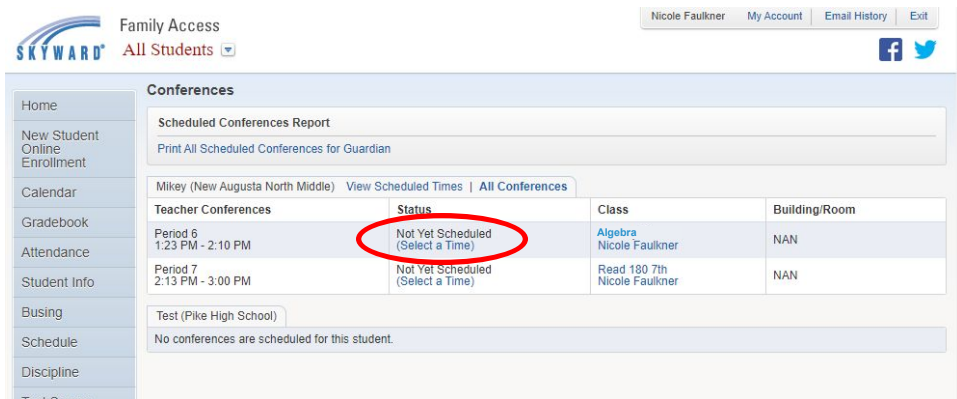 Nicole Faulkner My Account Email History Exit
SKYWARD®
Family Access
All Students
Home
New Student
Online
Enrollment
Calendar
Gradebook
Attendance
Student Info
Busing
Schedule
Discipline
Conferences
Scheduled Conferences Report
Print All Scheduled Conferences for Guardian
Mikey (New Augusta North Middle) View Scheduled Times | All Conferences
Teacher Conferences Status Class Building/Room
Period 6 Not Yet Scheduled Algebra NAN
1:23 PM - 2:10 PM (Select a Time) Nicole Faulkner
Period 7 Not Yet Scheduled Read 180 7th NAN
2:13 PM - 3:00 PM (Select a Time) Nicole Faulkner
Test (Pike High School)
No conferences are scheduled for this student.